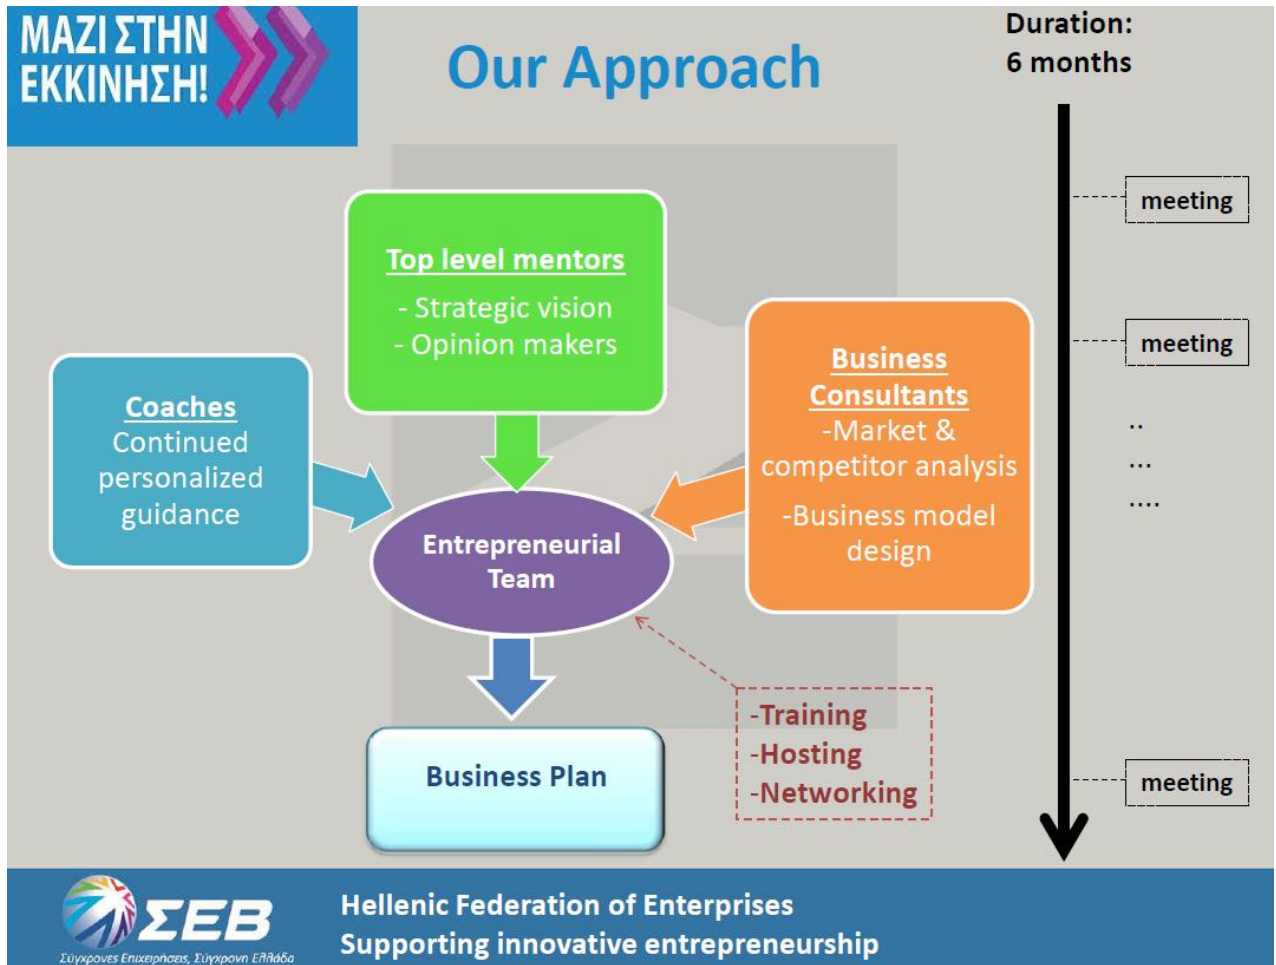 ΜΑΖΙ ΣΤΗΝ
ΕΚΚΙΝΗΣΗ!
Our Approach
Duration:
6 months
Top level mentors
- Strategic vision
- Opinion makers
Coaches
Continued
personalized
guidance
Business
Consultants
-Market &
competitor analysis
-Business model
design
Entrepreneurial
Team
Business Plan
-Training
-Hosting
-Networking
meeting
meeting
..
...
....
meeting
ΣΕΒ
Σύγχρονες Επιχειρήσεις, Σύγχρονη Ελλάδα
Hellenic Federation of Enterprises
Supporting innovative entrepreneurship